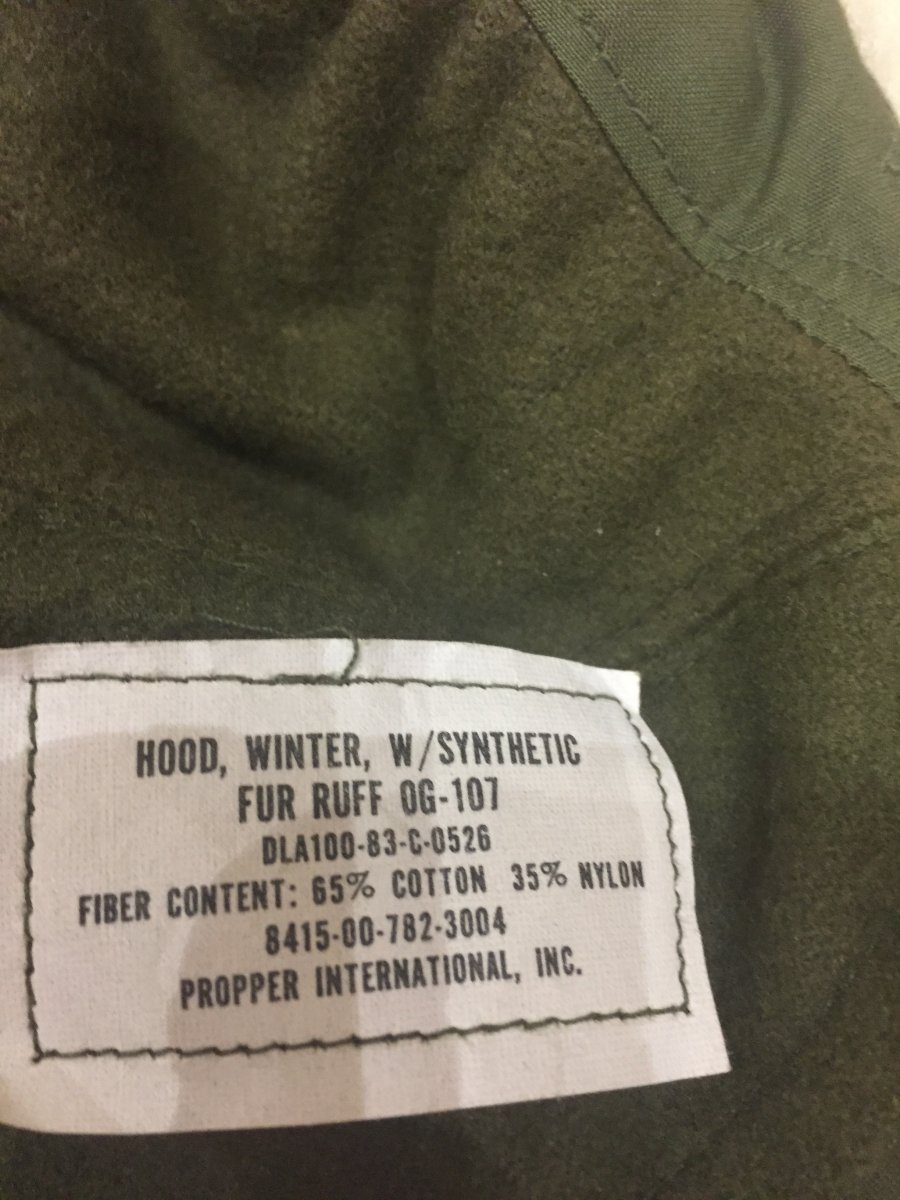 HOOD, WINTER, W/SYNTHETIC
FUR RUFF OG-107
DLA100-83-C-0526
FIBER CONTENT: 65% COTTON 35% NYLON
8415-00-782-3004
PROPPER INTERNATIONAL, INC.